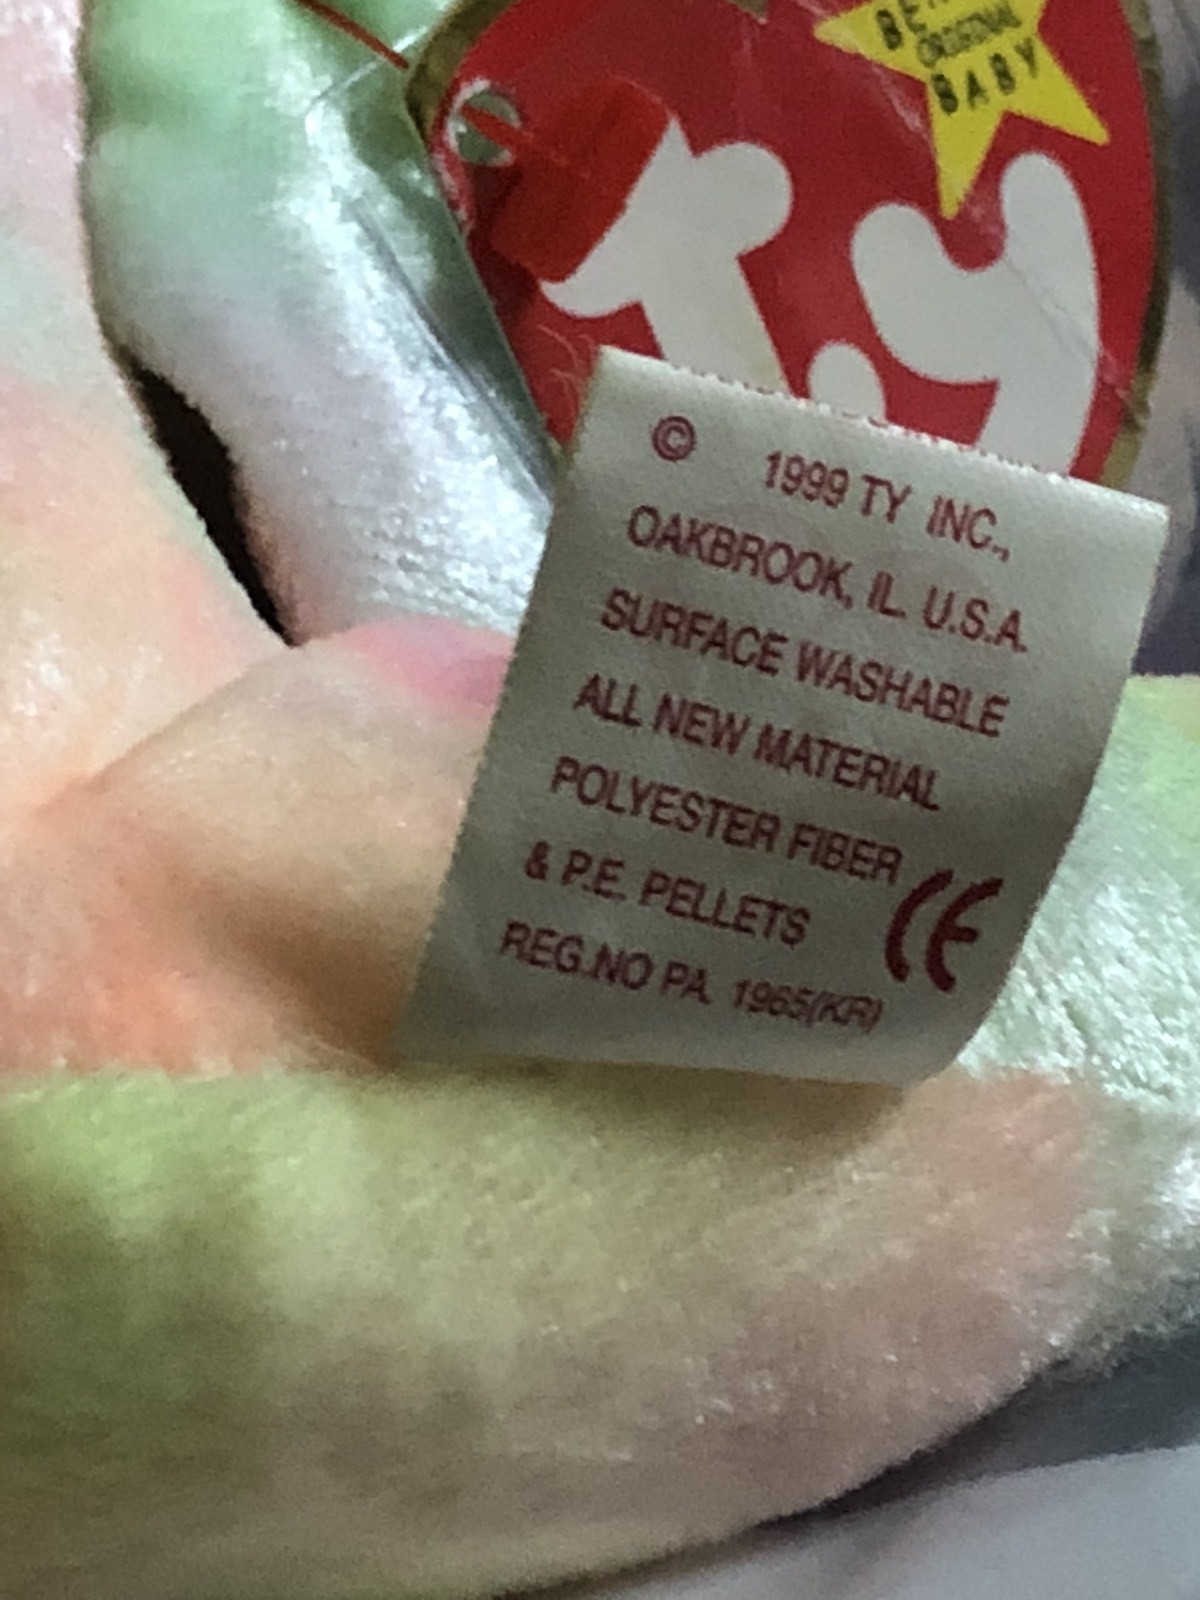 ORIGINAL
BABY
ty
© 1999 TY INC.,
OAKBROOK, IL. U.S.A.
SURFACE WASHABLE
ALL NEW MATERIAL
POLYESTER FIBER
& P.E. PELLETS CE
REG.NO PA. 1965(KR)